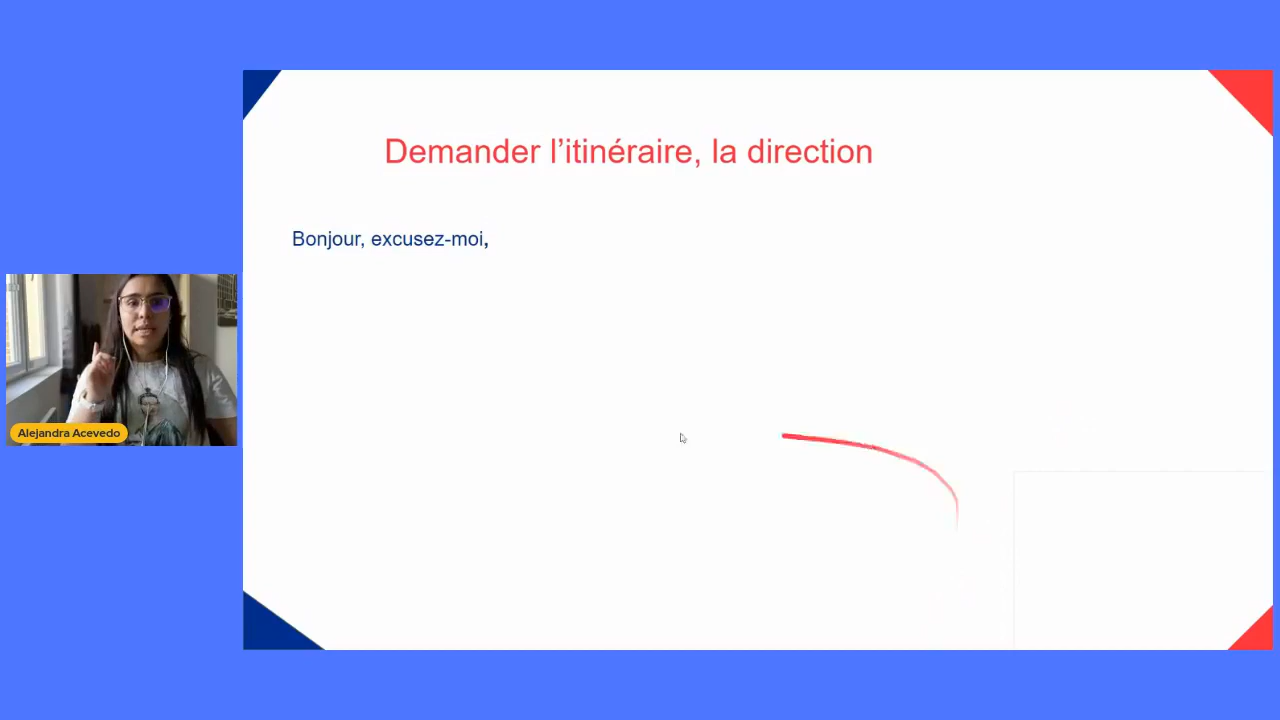 Demander l'itinéraire, la direction
Bonjour, excusez-moi,
Alejandra Acevedo